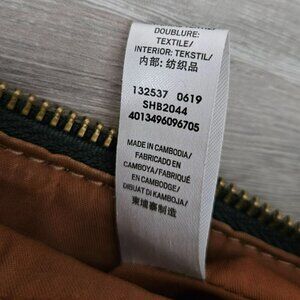 DOUBLURE:
TEXTILE/
INTERIOR: TEKSTIL/
内部: 纺织品
132537 0619
SHB2044
4013496096705
MADE IN CAMBODIA/
FABRICADO EN
CAMBOYA/FABRIQUÉ
EN CAMBODGE/
DIBUAT DI KAMBOJA/
柬埔寨制造